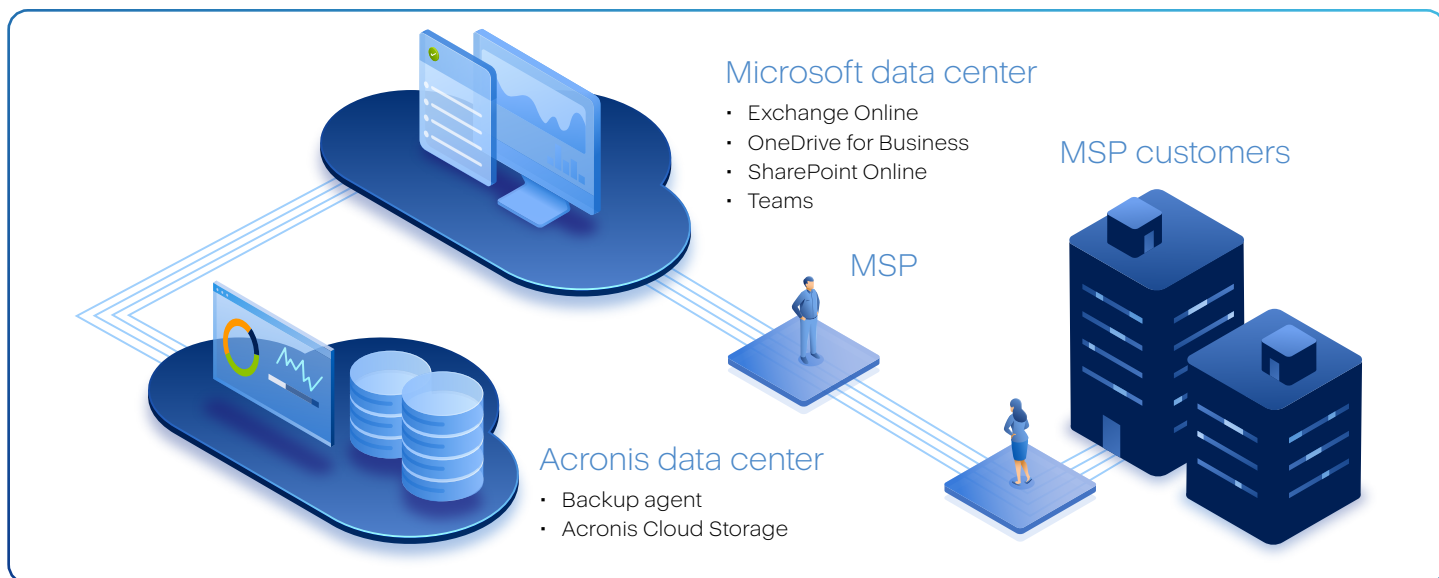 Microsoft data center
• Exchange Online
• OneDrive for Business
• SharePoint Online
• Teams
MSP customers
MSP
Acronis data center
• Backup agent
• Acronis Cloud Storage